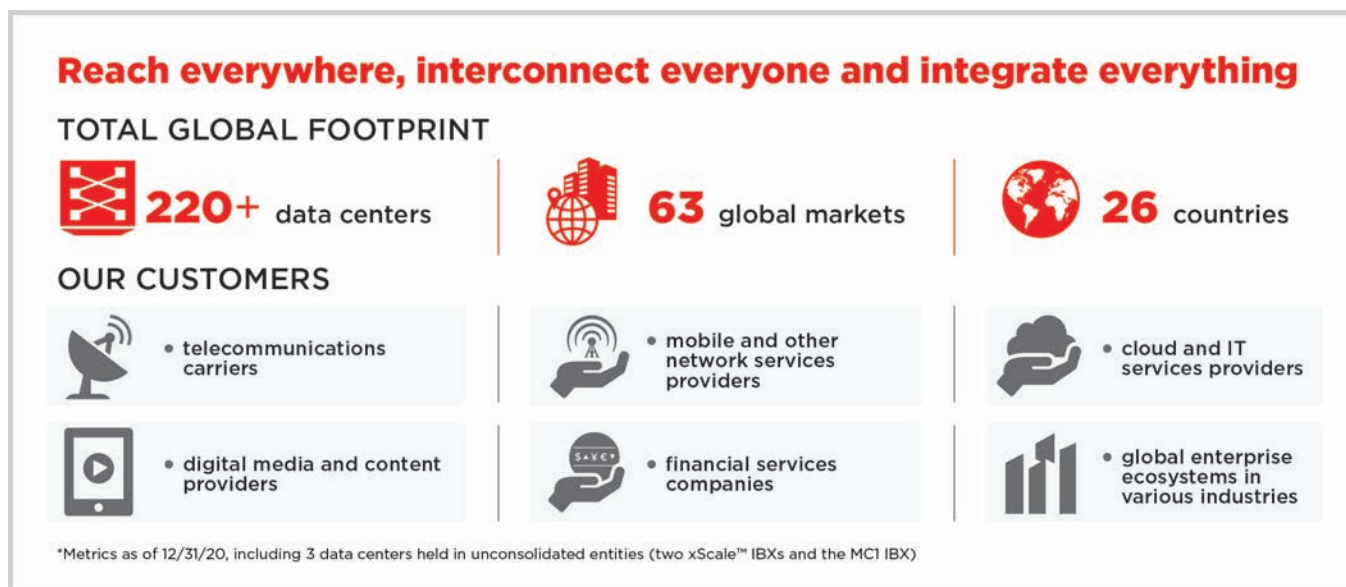 Reach everywhere, interconnect everyone and integrate everything
TOTAL GLOBAL FOOTPRINT
220+ data centers
63 global markets
26 countries
OUR CUSTOMERS
• telecommunications
carriers
• mobile and other
network services
providers
• cloud and IT
services providers
• digital media and content
providers
$▲¥€▼
• financial services
companies
• global enterprise
ecosystems in
various industries
*Metrics as of 12/31/20, including 3 data centers held in unconsolidated entities (two xScale™ IBXs and the MC1 IBX)